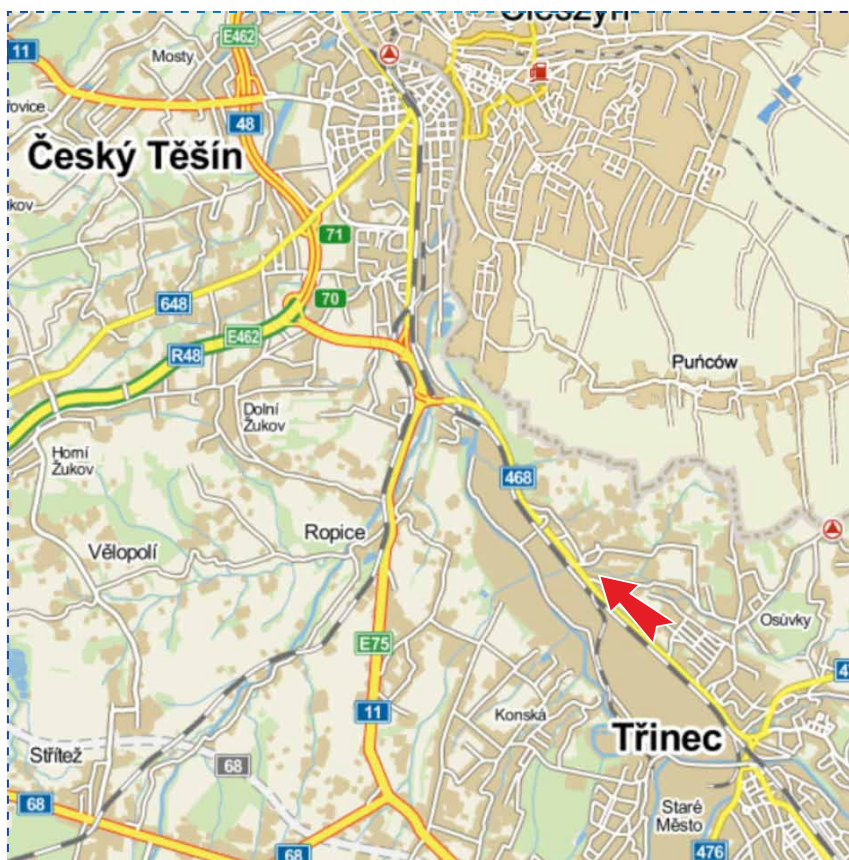 Cieszyn
11
E462
Mosty
48
Český Těšín
71
70
648
E462
R48
Puńców
Dolní
Žukov
Horní
Žukov
468
Ropice
Vělopolí
Osůvky
E75
11
Konská
Třinec
Střítež
68
68
Staré
Město
68
476